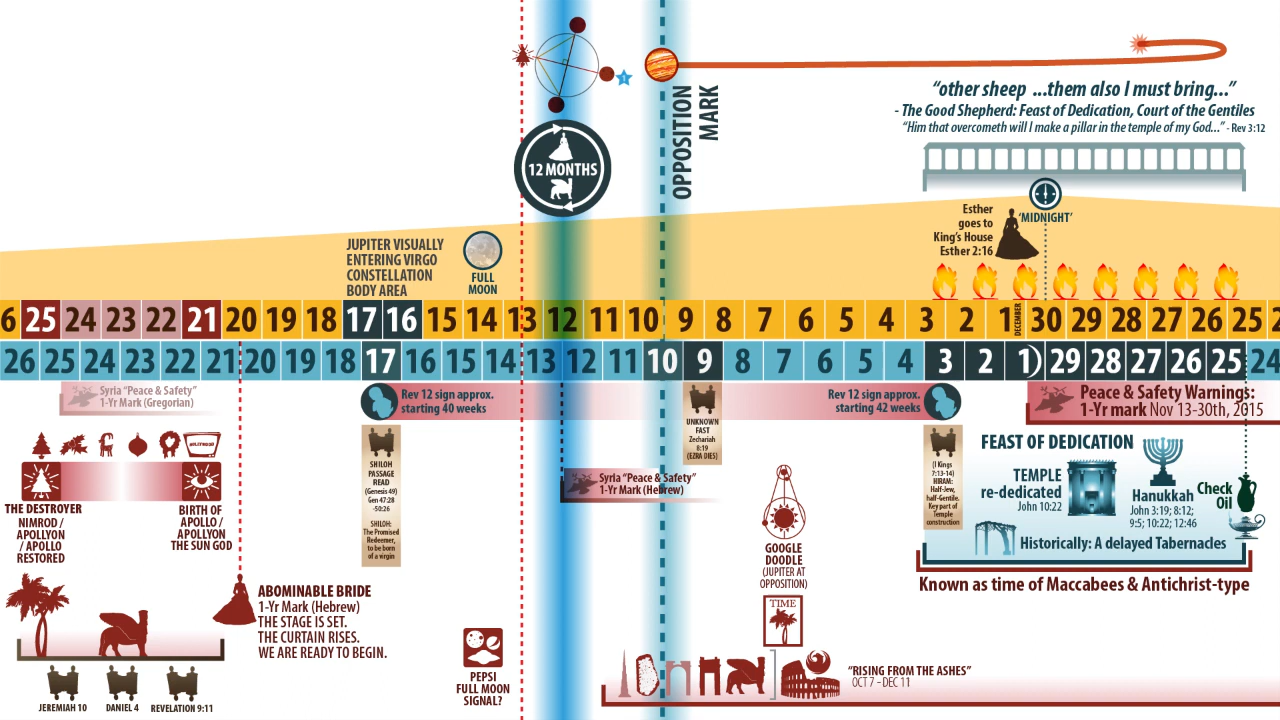 OPPOSITION
MARK
"other sheep ...them also I must bring..."
- The Good Shepherd: Feast of Dedication, Court of the Gentiles
"Him that overcometh will I make a pillar in the temple of my God..." - Rev 3:12
1
12 MONTHS
'MIDNIGHT'
Esther
goes to
King's House
Esther 2:16
JUPITER VISUALLY
ENTERING VIRGO
CONSTELLATION
BODY AREA
FULL
MOON
6 25 24 23 22 21 20 19 18 17 16 15 14 13 12 11 10 9 8 7 6 5 4 3 2 1 DECEMBER 30 29 28 27 26 25 2
26 25 24 23 22 21 20 19 18 17 16 15 14 13 12 11 10 9 8 7 6 5 4 3 2 1) 29 28 27 26 25 24
Syria "Peace & Safety"
1-Yr Mark (Gregorian)
Rev 12 sign approx.
starting 40 weeks
UNKNOWN
FAST
Zechariah
8:19
(EZRA DIES)
Rev 12 sign approx.
starting 42 weeks
Peace & Safety Warnings:
1-Yr mark Nov 13-30th, 2015
THE DESTROYER
NIMROD /
APOLLYON
/ APOLLO
RESTORED
BIRTH OF
APOLLO /
APOLLYON
THE SUN GOD
SHILOH
PASSAGE
READ
(Genesis 49)
Gen 47:28
-50:26
SHILOH:
The Promised
Redeemer,
to be born
of a virgin
Syria "Peace & Safety"
1-Yr Mark (Hebrew)
(I Kings
7:13-14)
HIRAM:
Half-Jew,
half-Gentile.
Key part of
Temple
construction
FEAST OF DEDICATION
TEMPLE
re-dedicated
John 10:22
Hanukkah
John 3:19; 8:12;
9:5; 10:22; 12:46
Check
Oil
Historically: A delayed Tabernacles
Known as time of Maccabees & Antichrist-type
GOOGLE
DOODLE
(JUPITER AT
OPPOSITION)
TIME
ABOMINABLE BRIDE
1-Yr Mark (Hebrew)
THE STAGE IS SET.
THE CURTAIN RISES.
WE ARE READY TO BEGIN.
JEREMIAH 10
DANIEL 4
REVELATION 9:11
PEPSI
FULL MOON
SIGNAL?
"RISING FROM THE ASHES"
OCT 7 - DEC 11